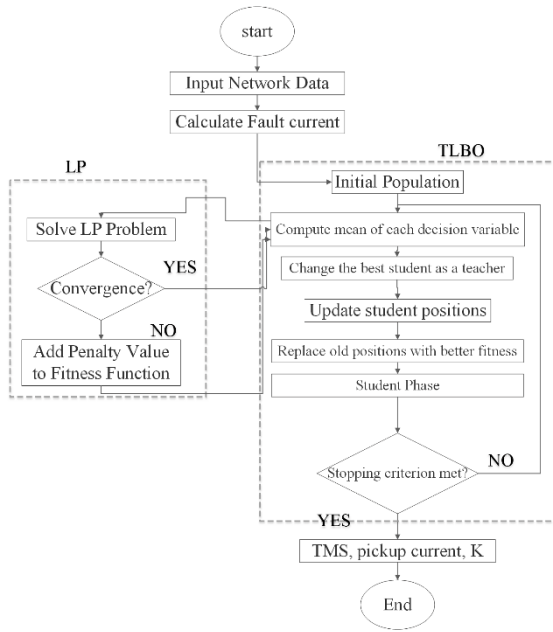 start
Input Network Data
Calculate Fault current
LP
TLBO
Initial Population
Solve LP Problem
Compute mean of each decision variable
YES
Change the best student as a teacher
Convergence?
Update student positions
NO
Add Penalty Value
to Fitness Function
Replace old positions with better fitness
Student Phase
Stopping criterion met?
NO
YES
TMS, pickup current, K
End